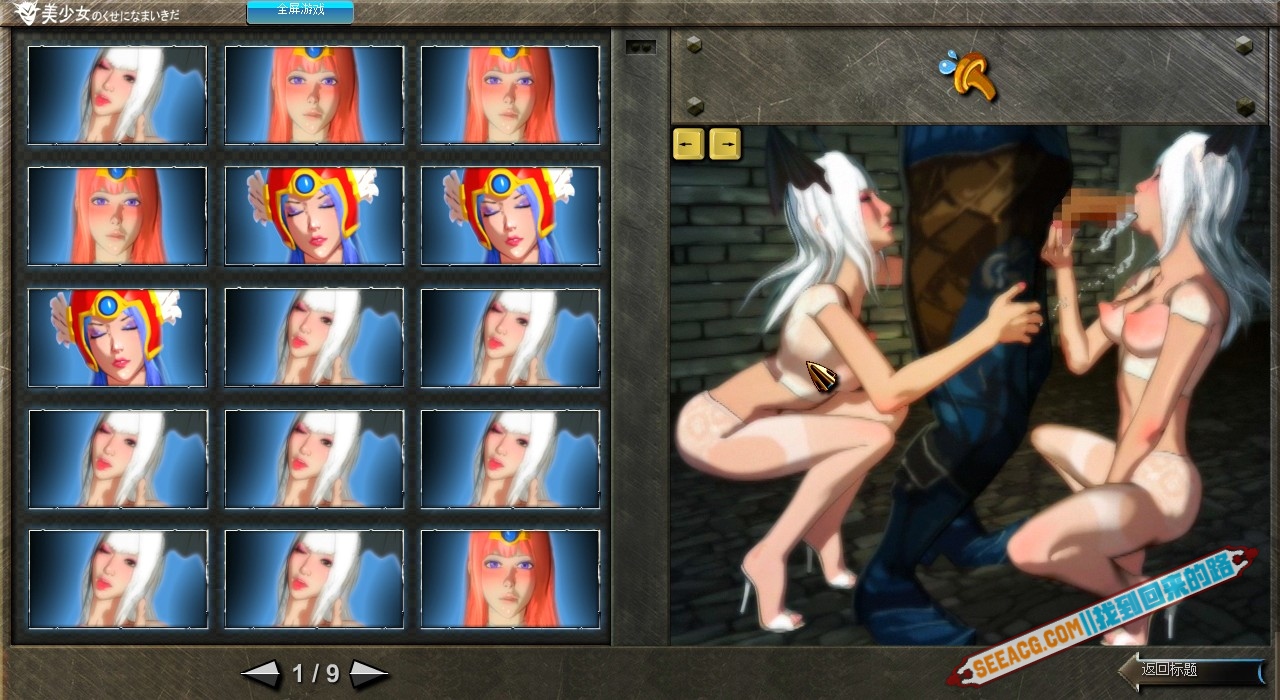 美少女のくせになまいきだ
全屏游戏
← →
1 / 9
SEEACG.COM||找到回来的路
返回标题